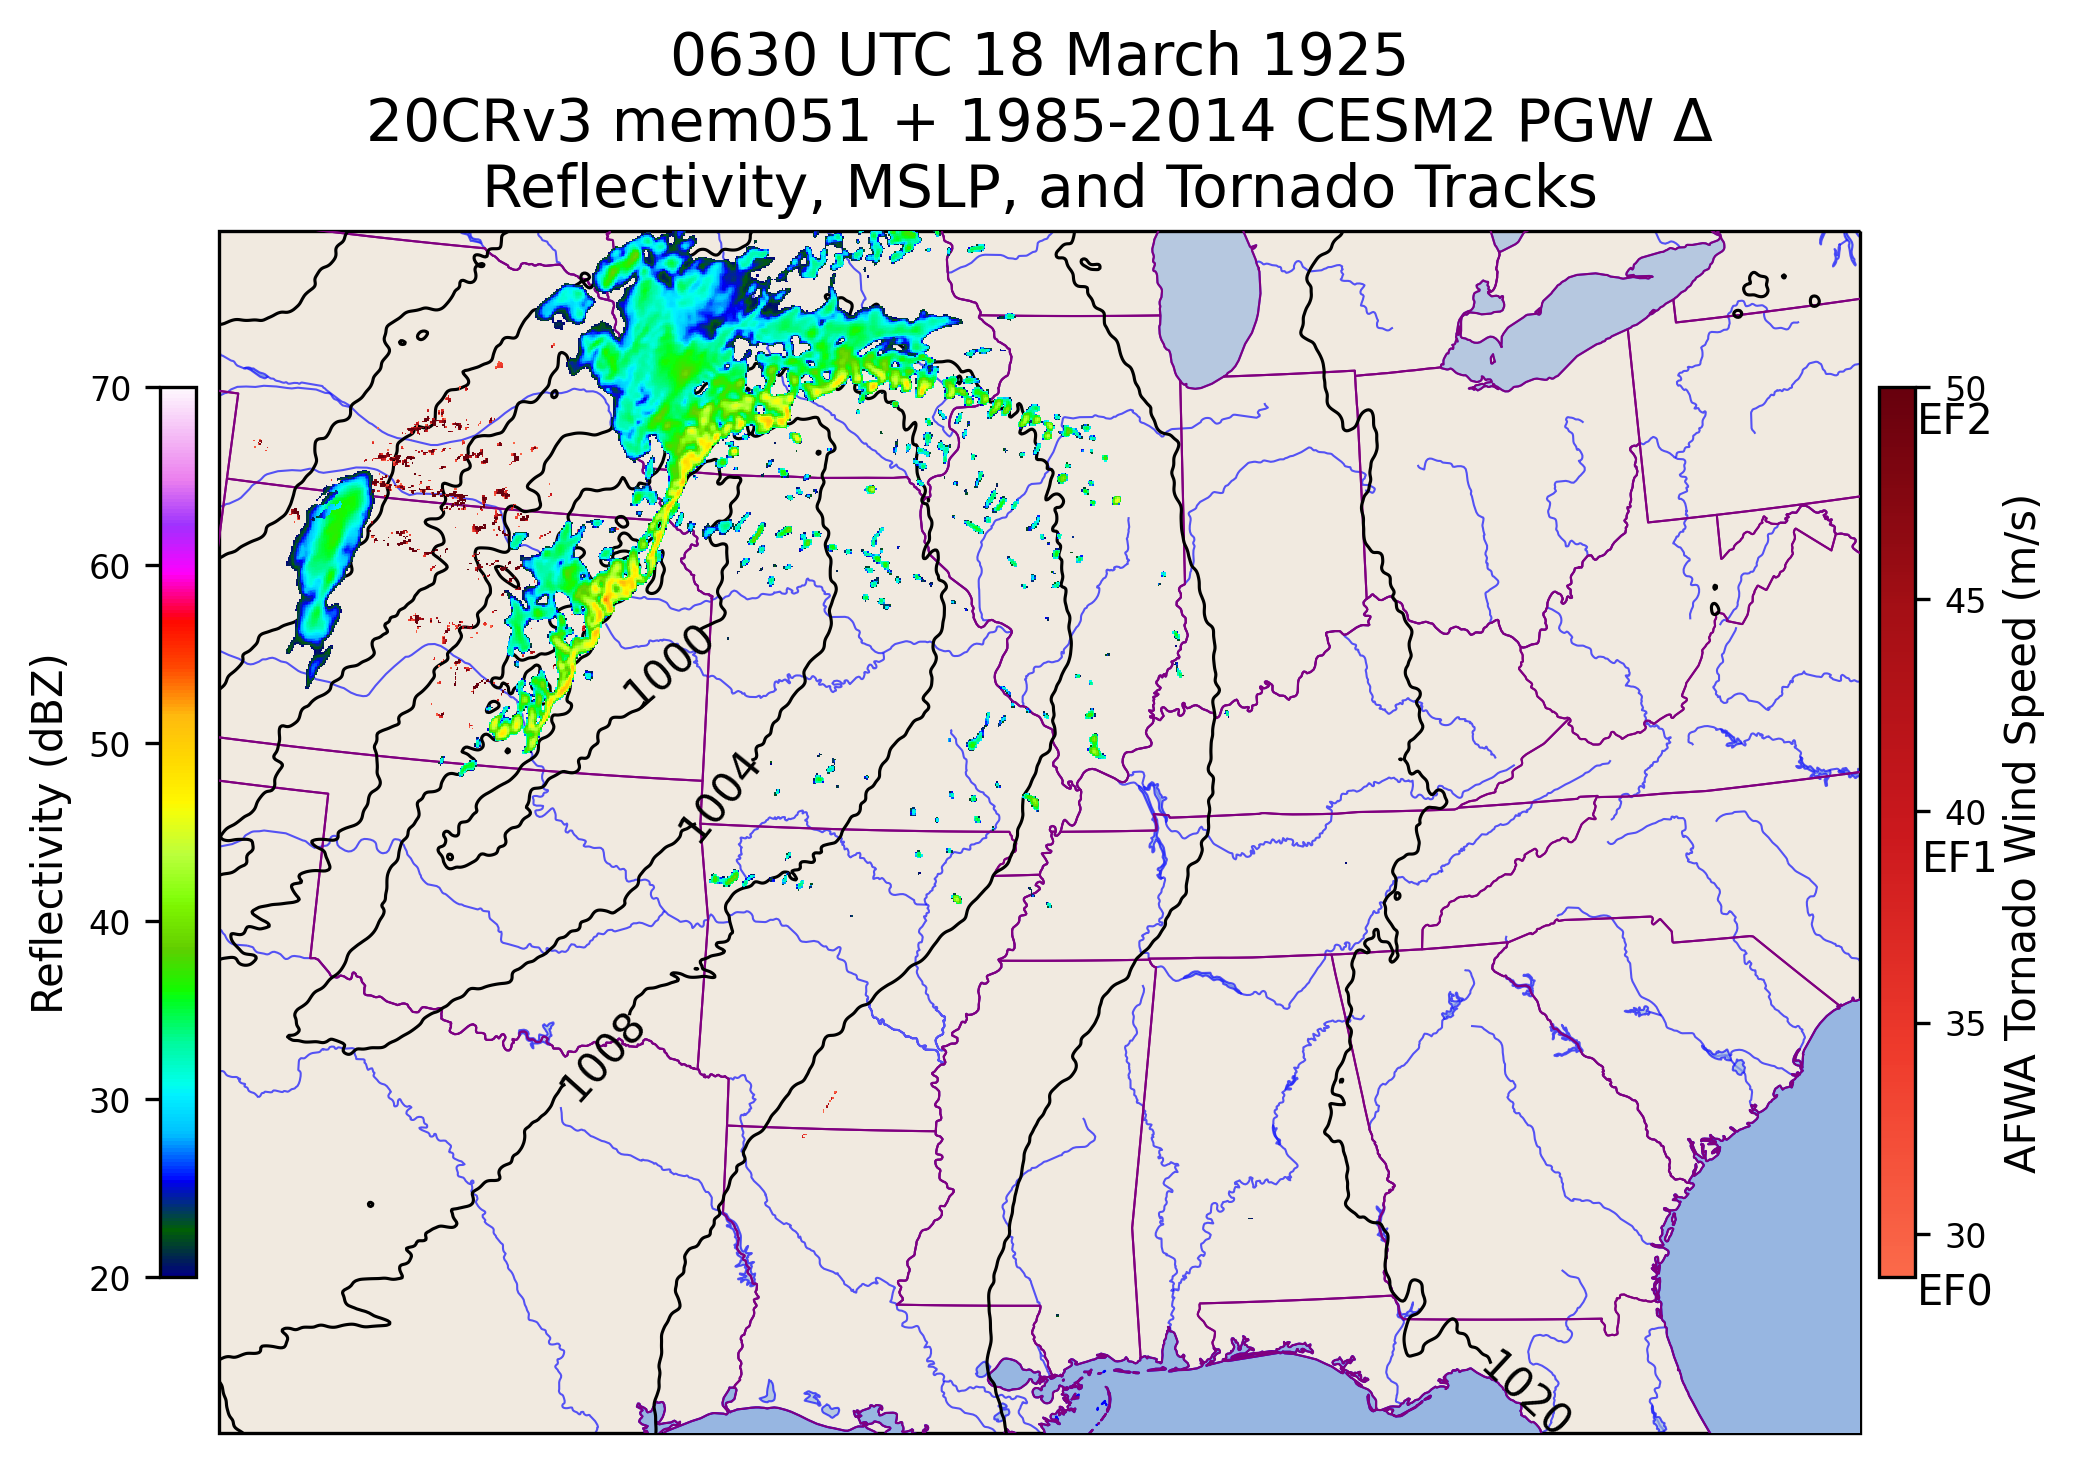 0630 UTC 18 March 1925
20CRv3 mem051 + 1985-2014 CESM2 PGW Δ
Reflectivity, MSLP, and Tornado Tracks
70
60
50
40
30
20
Reflectivity (dBZ)
1000
1004
1008
1020
50
EF2
45
40
EF1
35
30
EF0
AFWA Tornado Wind Speed (m/s)